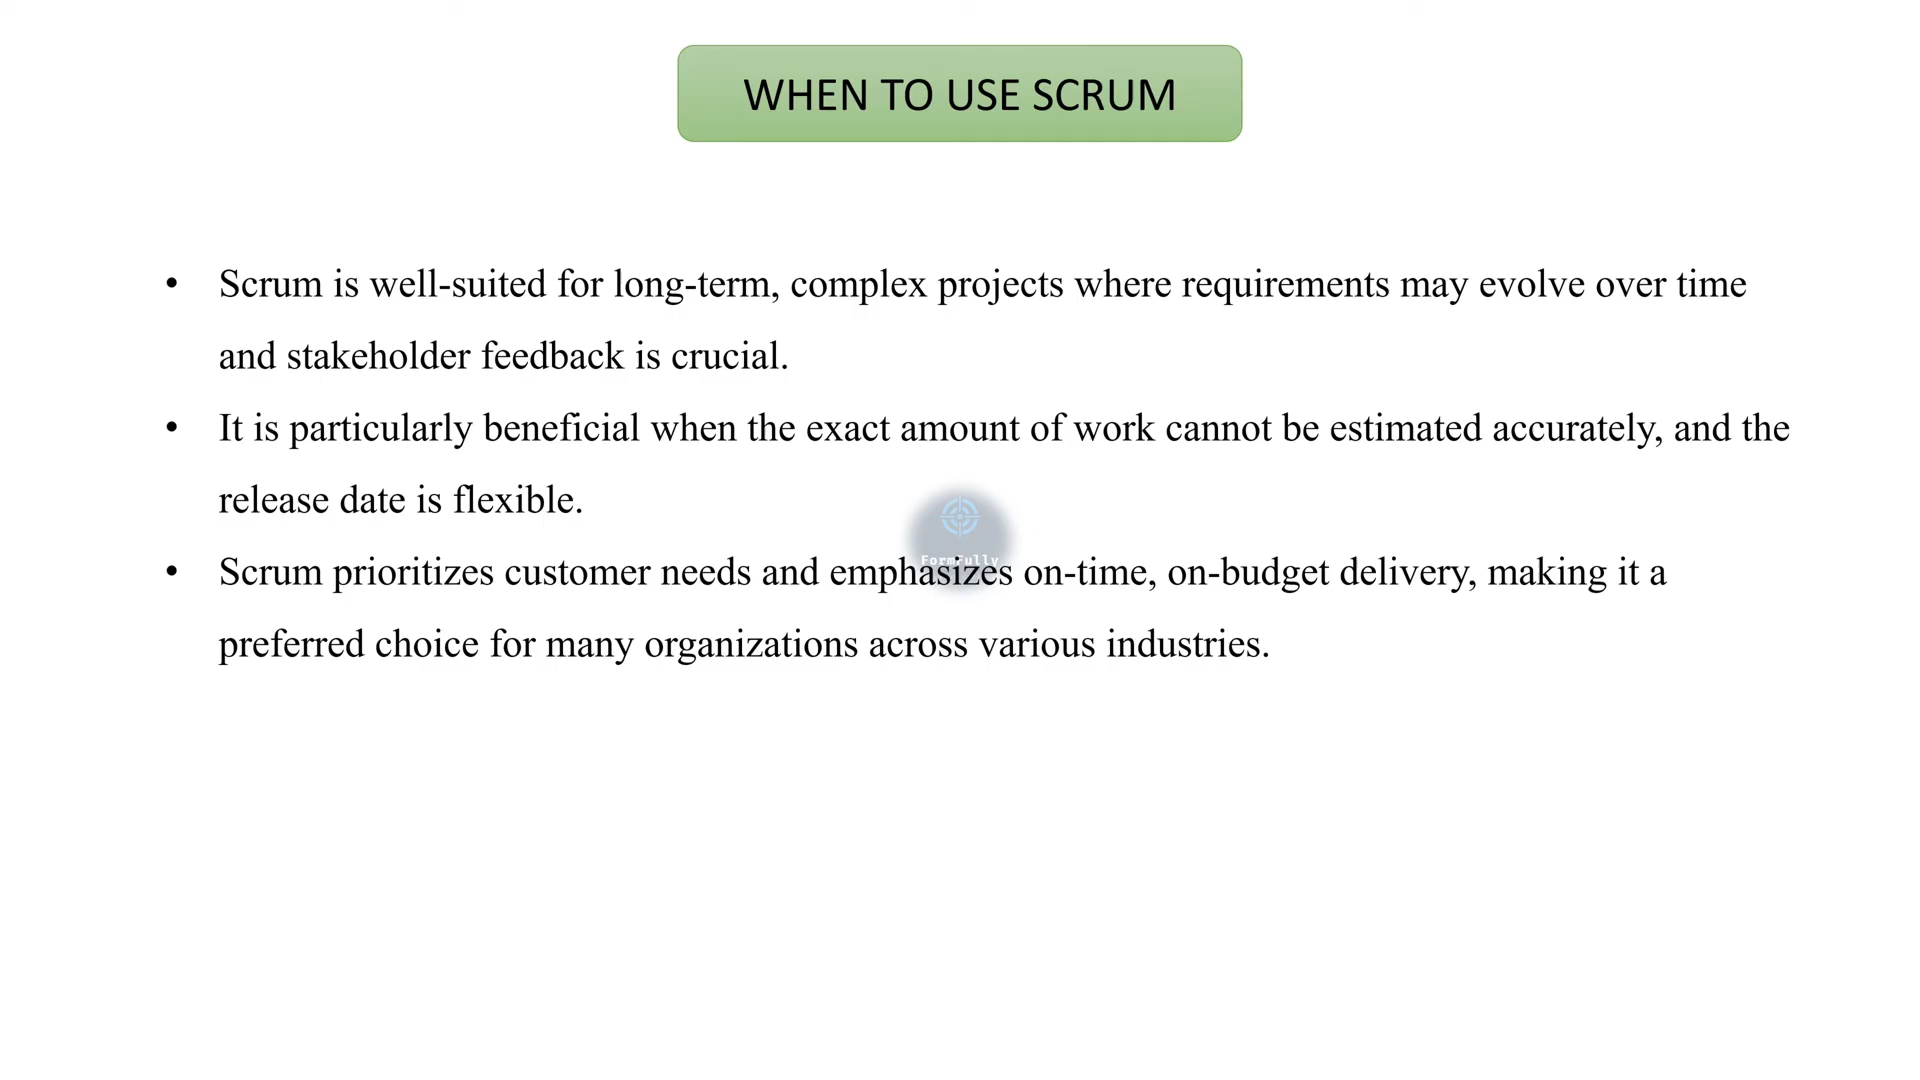 WHEN TO USE SCRUM
• Scrum is well-suited for long-term, complex projects where requirements may evolve over time
and stakeholder feedback is crucial.
• It is particularly beneficial when the exact amount of work cannot be estimated accurately, and the
release date is flexible.
FormFully
• Scrum prioritizes customer needs and emphasizes on-time, on-budget delivery, making it a
preferred choice for many organizations across various industries.